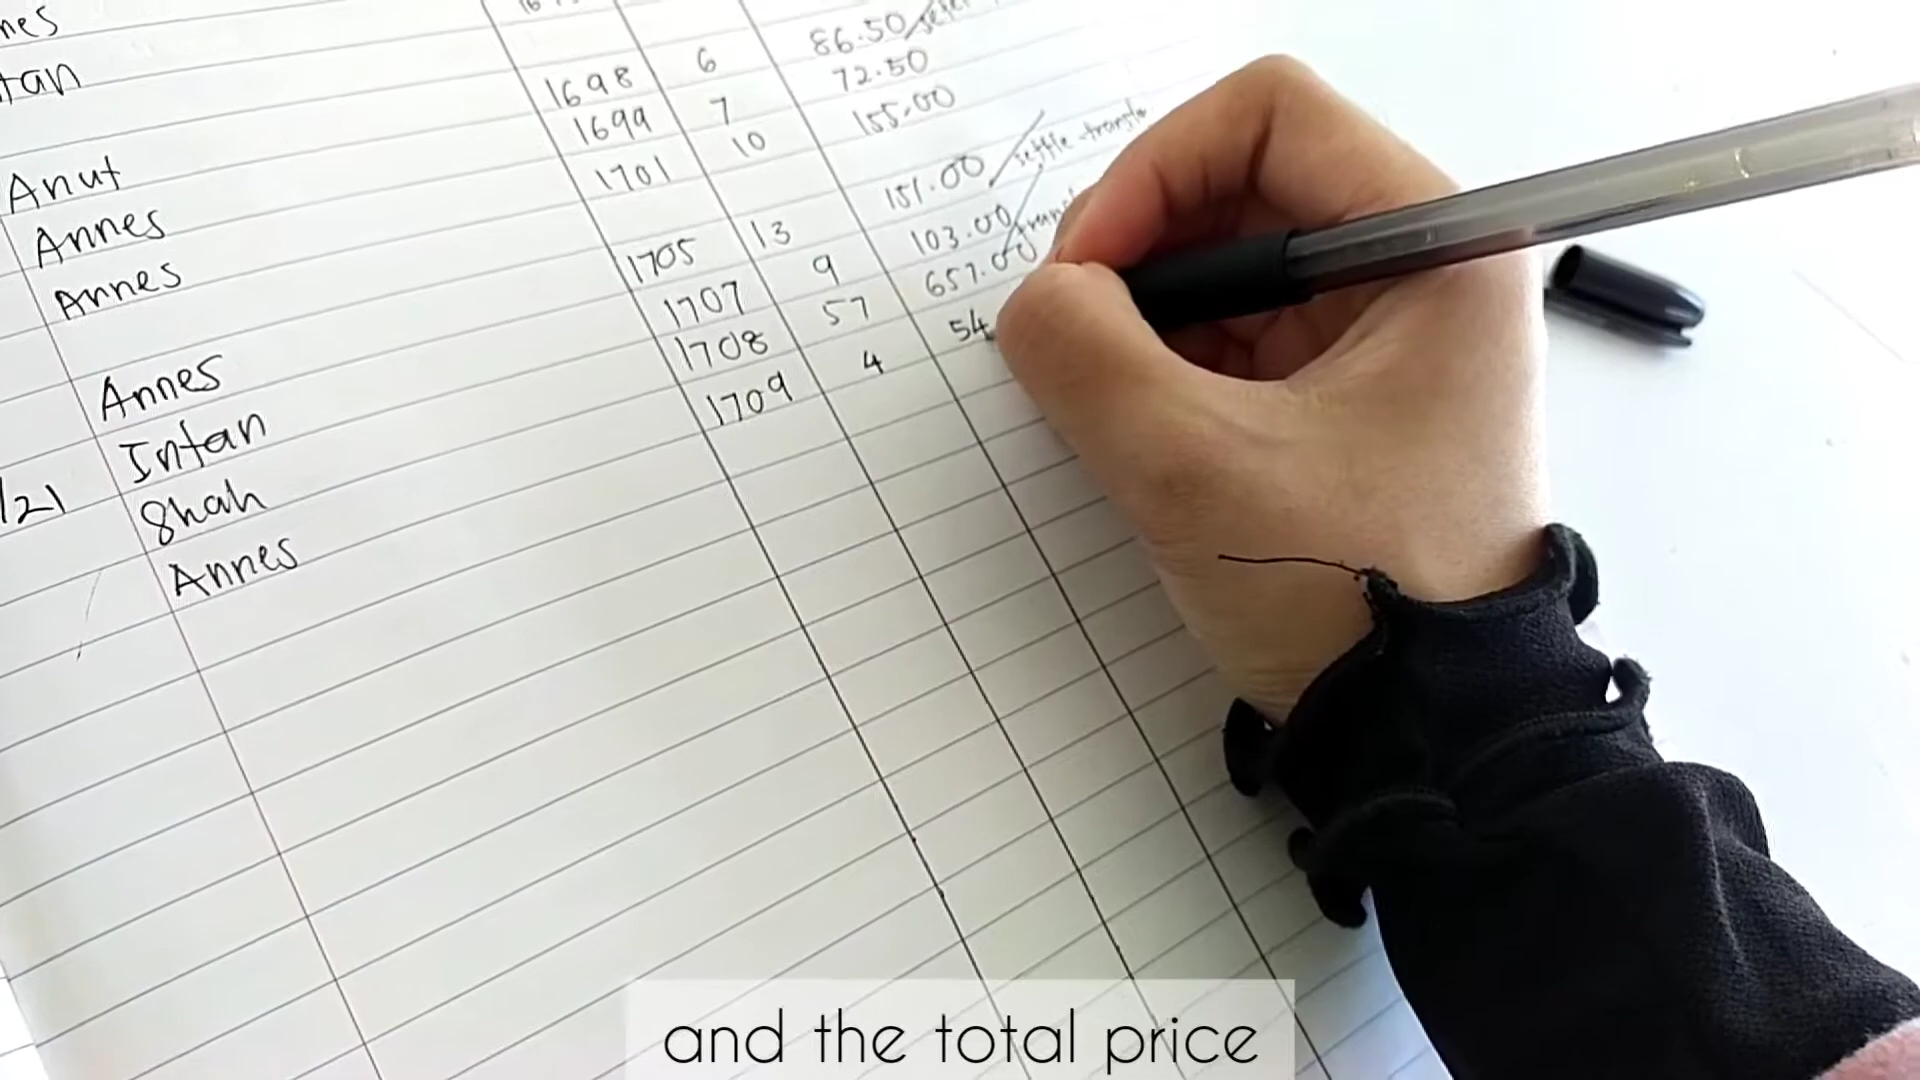 nes
tan
Anut 1698 6 86.50
Annes 1699 7 72.50
Annes 1701 10 155.00
Annes 1705 13 151.00 / settle-transfe
Intan 1707 9 103.00 /
/21 Shah 1708 57 657.00
Annes 1709 4 54
and the total price